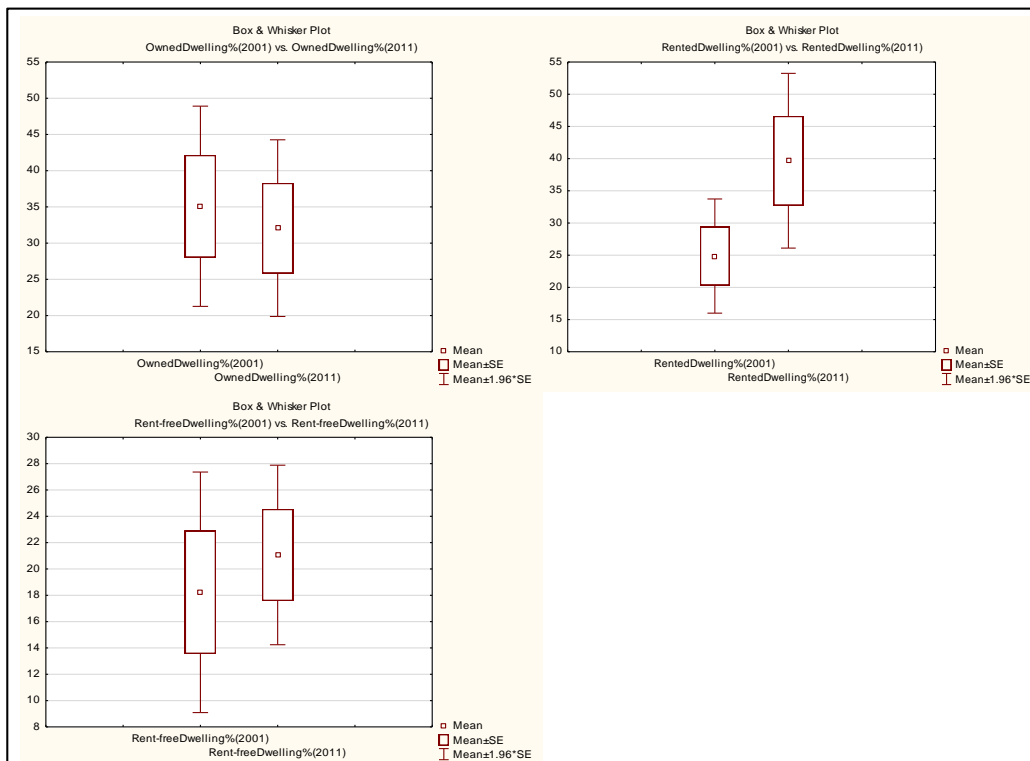 Box & Whisker Plot
OwnedDwelling%(2001) vs. OwnedDwelling%(2011)
55
50
45
40
35
30
25
20
15
OwnedDwelling%(2001)
OwnedDwelling%(2011)
Mean
Mean±SE
Mean±1.96*SE
Box & Whisker Plot
RentedDwelling%(2001) vs. RentedDwelling%(2011)
55
50
45
40
35
30
25
20
15
10
RentedDwelling%(2001)
RentedDwelling%(2011)
Mean
Mean±SE
Mean±1.96*SE
Box & Whisker Plot
Rent-freeDwelling%(2001) vs. Rent-freeDwelling%(2011)
30
28
26
24
22
20
18
16
14
12
10
8
Rent-freeDwelling%(2001)
Rent-freeDwelling%(2011)
Mean
Mean±SE
Mean±1.96*SE